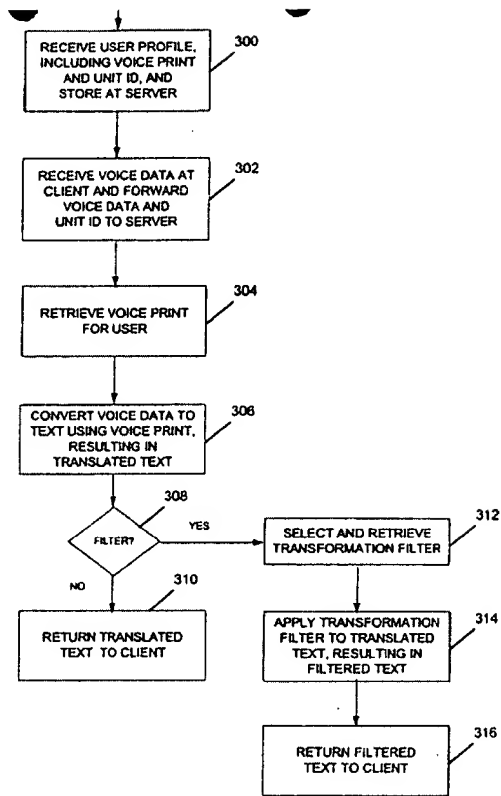 RECEIVE USER PROFILE,
INCLUDING VOICE PRINT
AND UNIT ID, AND
STORE AT SERVER
300
RECEIVE VOICE DATA AT
CLIENT AND FORWARD
VOICE DATA AND
UNIT ID TO SERVER
302
RETRIEVE VOICE PRINT
FOR USER
304
CONVERT VOICE DATA TO
TEXT USING VOICE PRINT,
RESULTING IN
TRANSLATED TEXT
306
FILTER?
308
YES
NO
RETURN TRANSLATED
TEXT TO CLIENT
310
SELECT AND RETRIEVE
TRANSFORMATION FILTER
312
APPLY TRANSFORMATION
FILTER TO TRANSLATED
TEXT, RESULTING IN
FILTERED TEXT
314
RETURN FILTERED
TEXT TO CLIENT
316